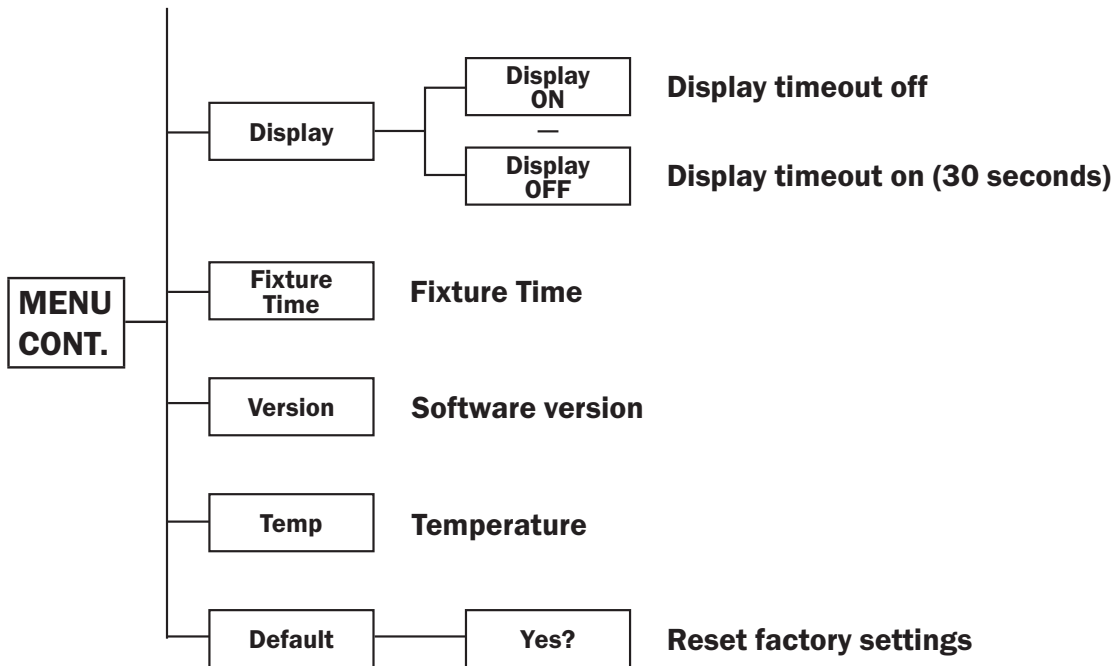 Display
Display
ON
Display timeout off
—
Display
OFF
Display timeout on (30 seconds)
MENU
CONT.
Fixture
Time
Fixture Time
Version
Software version
Temp
Temperature
Default
Yes?
Reset factory settings